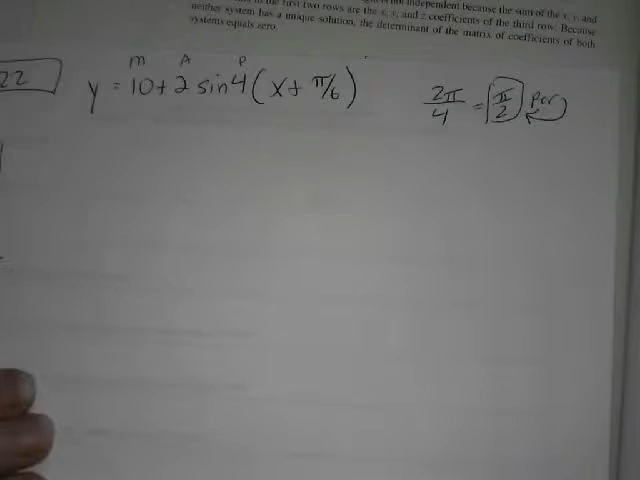 in the first two rows are the x, y, and z coefficients of the third row. Because
neither system has a unique solution, the determinant of the matrix of coefficients of both
systems equals zero.
22
m A P
y = 10 + 2 sin 4 ( x + π/6 )
2π/4 = π/2 Per